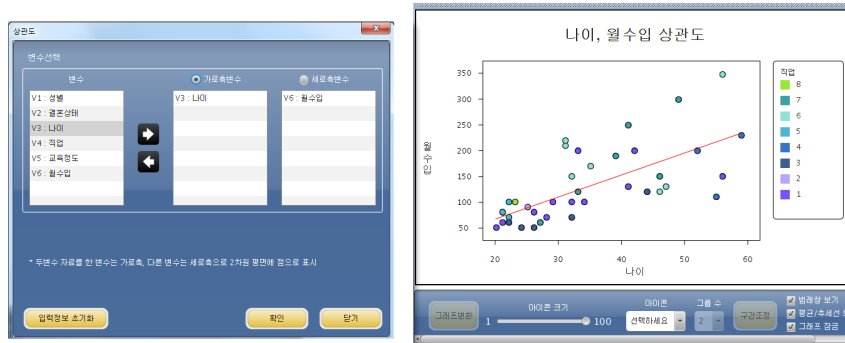 상관도
변수선택
변수
가로축변수
세로축변수
V1 : 성별
V2 : 결혼상태
V3 : 나이
V4 : 직업
V5 : 교육정도
V6 : 월수입
V3 : 나이
V6 : 월수입
* 두변수 자료를 한 변수는 가로축, 다른 변수는 세로축으로 2차원 평면에 점으로 표시
입력정보 초기화
확인
닫기
나이, 월수입 상관도
월수입
350
300
250
200
150
100
50
20 30 40 50 60
나이
직업
8
7
6
5
4
3
2
1
그래프변환
아이콘 크기
1
100
아이콘
선택하세요
그룹 수
2
구간조정
범례창 보기
평균/추세선
그래프 잠금